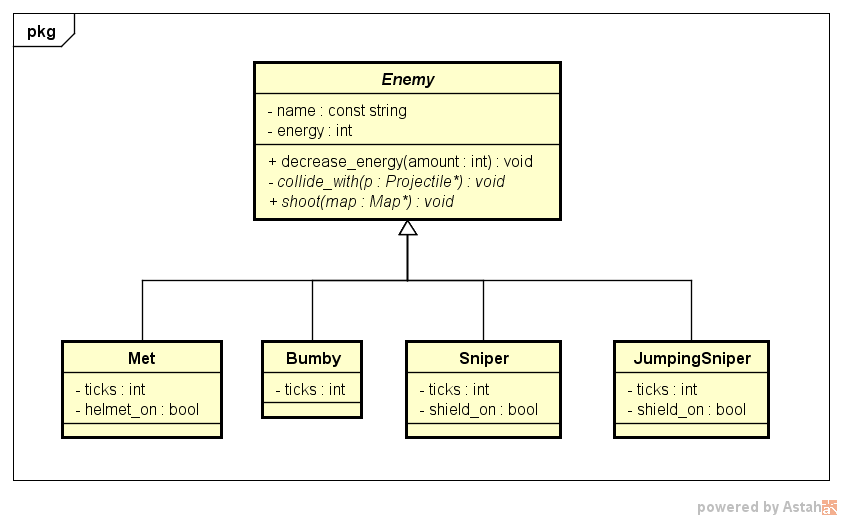 pkg
Enemy
- name : const string
- energy : int
+ decrease_energy(amount : int) : void
- collide_with(p : Projectile*) : void
+ shoot(map : Map*) : void
Met
- ticks : int
- helmet_on : bool
Bumby
- ticks : int
Sniper
- ticks : int
- shield_on : bool
JumpingSniper
- ticks : int
- shield_on : bool
powered by Astah